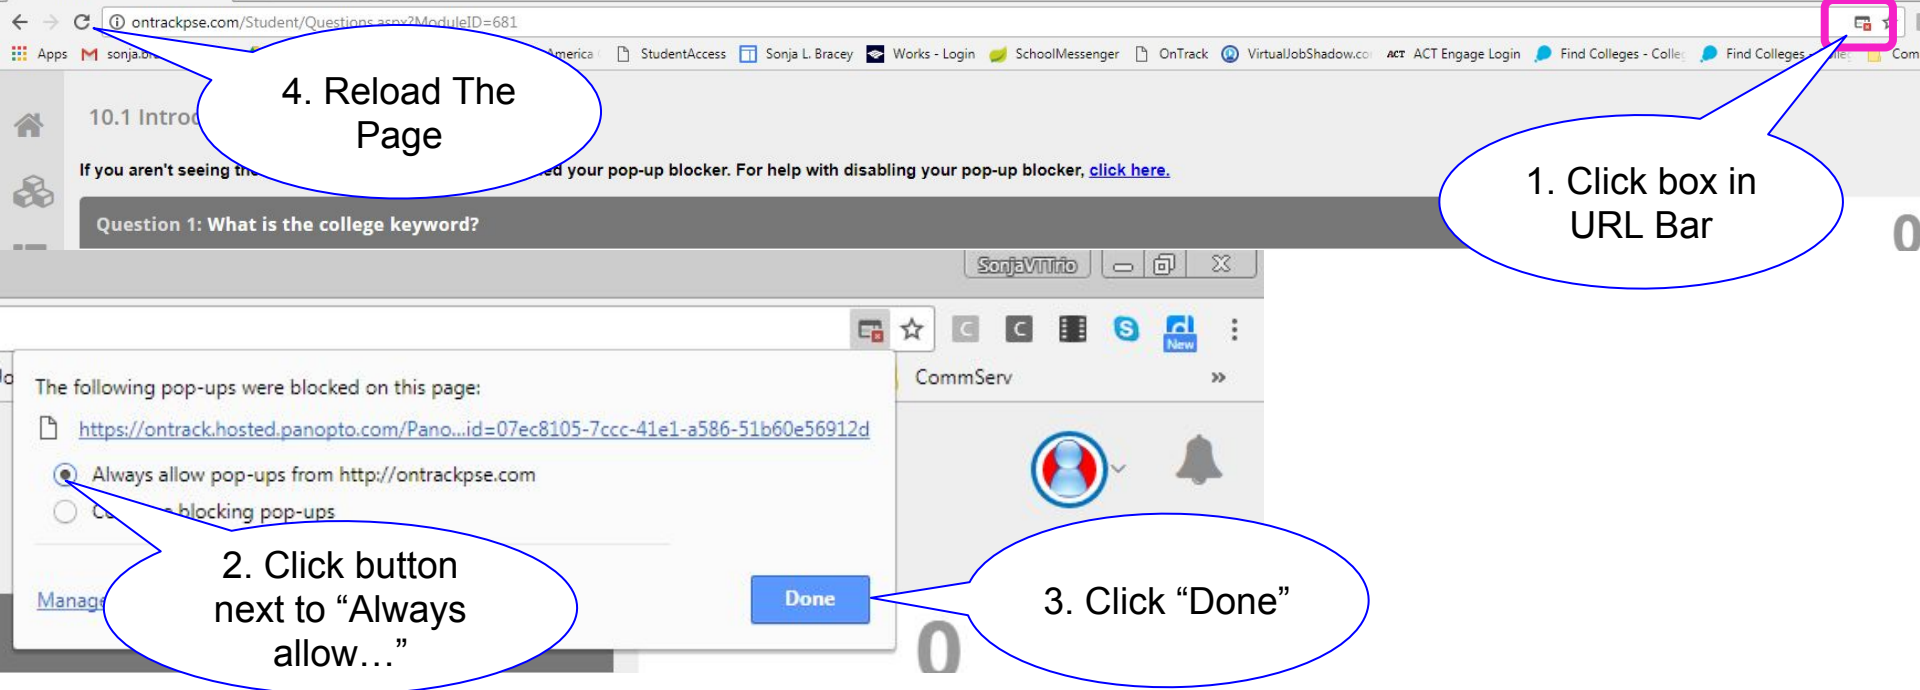 ontrackpse.com/Student/Questions.aspx?ModuleID=681
Apps sonja.br America StudentAccess Sonja L. Bracey Works - Login SchoolMessenger OnTrack VirtualJobShadow.co ACT ACT Engage Login Find Colleges - Colleg Find Colleges - Com
4. Reload The
Page
10.1 Introd
If you aren't seeing the your pop-up blocker. For help with disabling your pop-up blocker, click here.
1. Click box in
URL Bar
Question 1: What is the college keyword?
0
SonjaVTTrio
C C S New
CommServ »
The following pop-ups were blocked on this page:
https://ontrack.hosted.panopto.com/Pano...id=07ec8105-7ccc-41e1-a586-51b60e56912d
Always allow pop-ups from http://ontrackpse.com
blocking pop-ups
2. Click button
next to “Always
allow…”
Manage
Done
3. Click “Done”
0